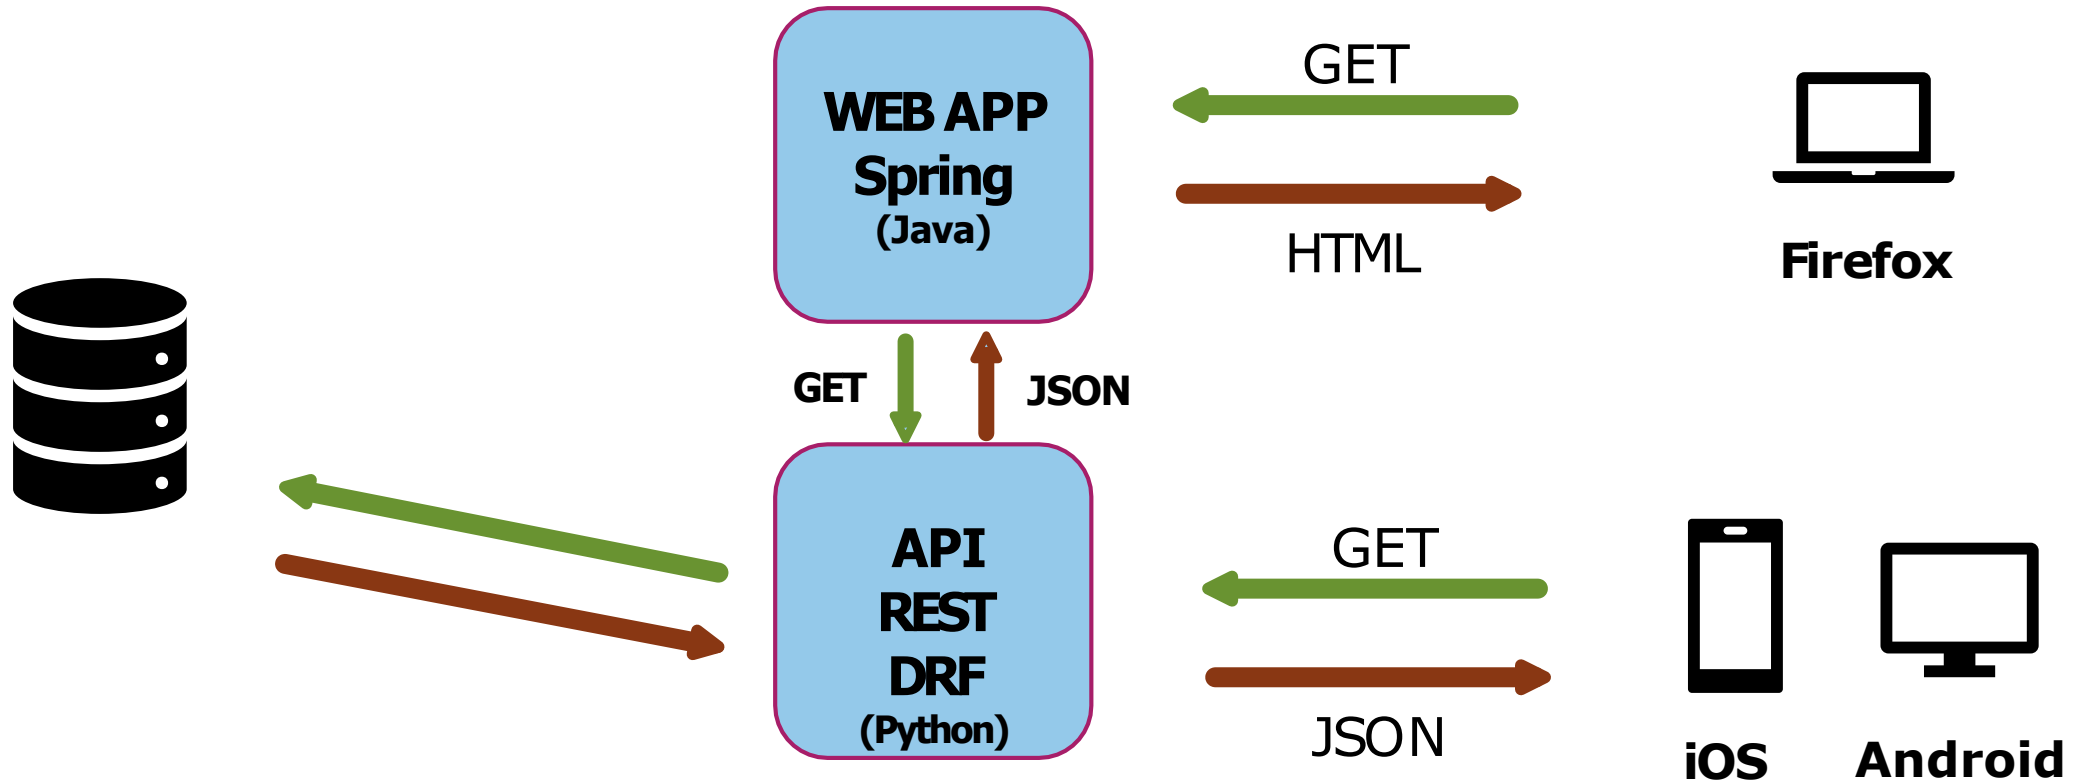 WEB APP
Spring
(Java)
GET
HTML
Firefox
GET
JSON
API
REST
DRF
(Python)
GET
JSON
iOS
Android